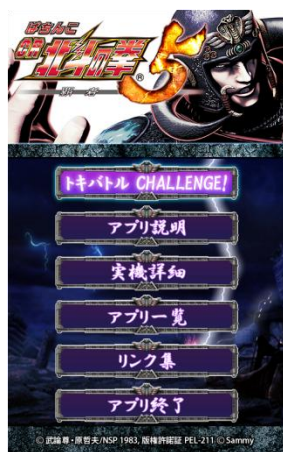 ぱちんこ
CR北斗の拳5
覇者
トキバトル CHALLENGE!
アプリ説明
実機詳細
アプリ一覧
リンク集
アプリ終了
© 武論尊・原哲夫/NSP 1983, 版権許諾証 PEL-211 © Sammy